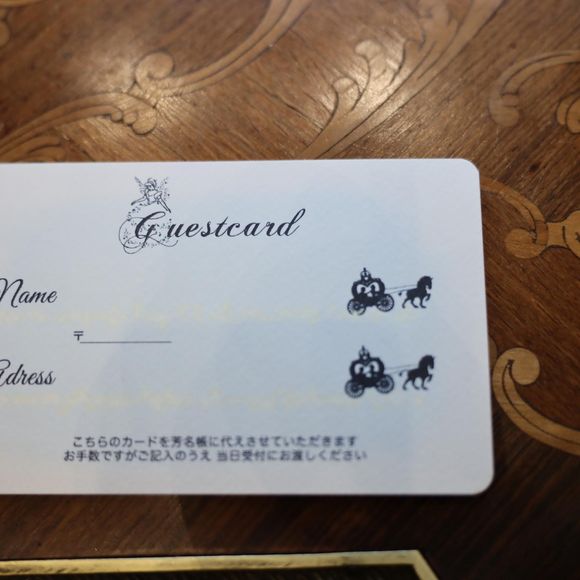 Guestcard
Name
〒
Adress
こちらのカードを芳名帳に代えさせていただきます
お手数ですがご記入のうえ 当日受付にお渡しください